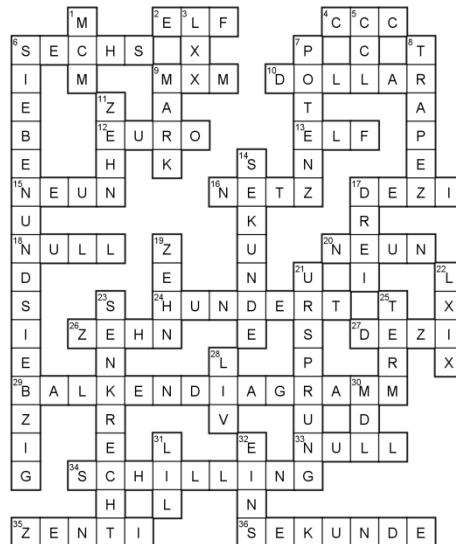 1 M 2 E 3 L F 4 C 5 C C
6 S E C H S X 7 P C 8 T
I M 9 M X M 10 D O L L A R
E 11 Z A T A
B 12 E U R O 13 E L F P
E H K 14 S N E
15 N E U N 16 N E T Z 17 D E Z I
U K R
18 N U L L 19 Z U 20 N E U N
D E N 21 U I 22 L
S 23 S 24 H U N D E R T 25 T X
I 26 Z E H N E S 27 D E Z I
E N 28 L P R X
29 B A L K E N D I A G R A 30 M M
Z R V U D
I E 31 L 32 E 33 N U L L
G 34 S C H I L L I N G
H L N
35 Z E N T I 36 S E K U N D E